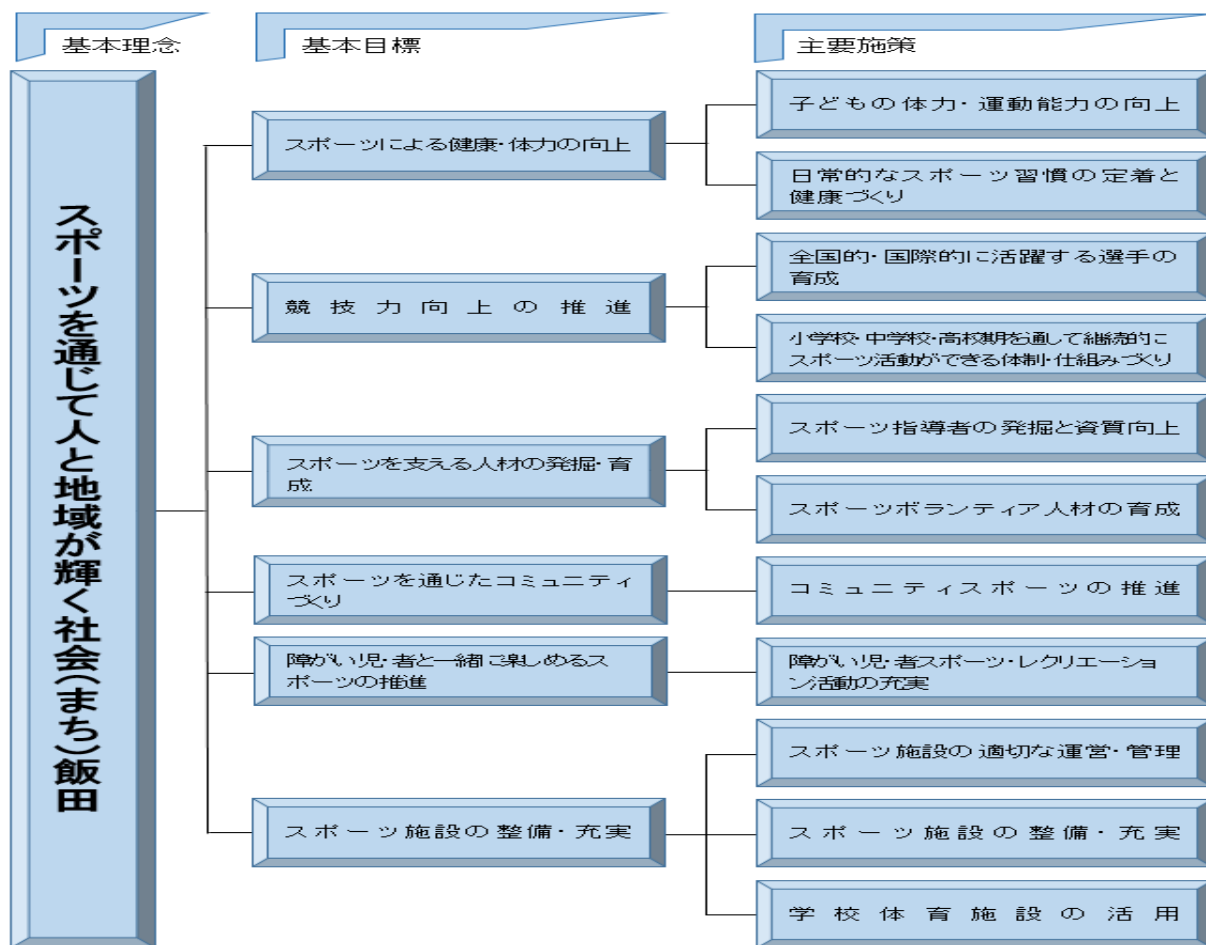 基本理念
基本目標
主要施策
スポーツを通じて人と地域が輝く社会(まち)飯田
スポーツによる健康・体力の向上
子どもの体力・運動能力の向上
日常的なスポーツ習慣の定着と
健康づくり
競技力向上の推進
全国的・国際的に活躍する選手の
育成
小学校・中学校・高校期を通して継続的に
スポーツ活動ができる体制・仕組みづくり
スポーツを支える人材の発掘・育
成
スポーツ指導者の発掘と資質向上
スポーツボランティア人材の育成
スポーツを通じたコミュニティ
づくり
コミュニティスポーツの推進
障がい児・者と一緒に楽しめるス
ポーツの推進
障がい児・者スポーツ・レクリエーショ
ン活動の充実
スポーツ施設の整備・充実
スポーツ施設の適切な運営・管理
スポーツ施設の整備・充実
学校体育施設の活用